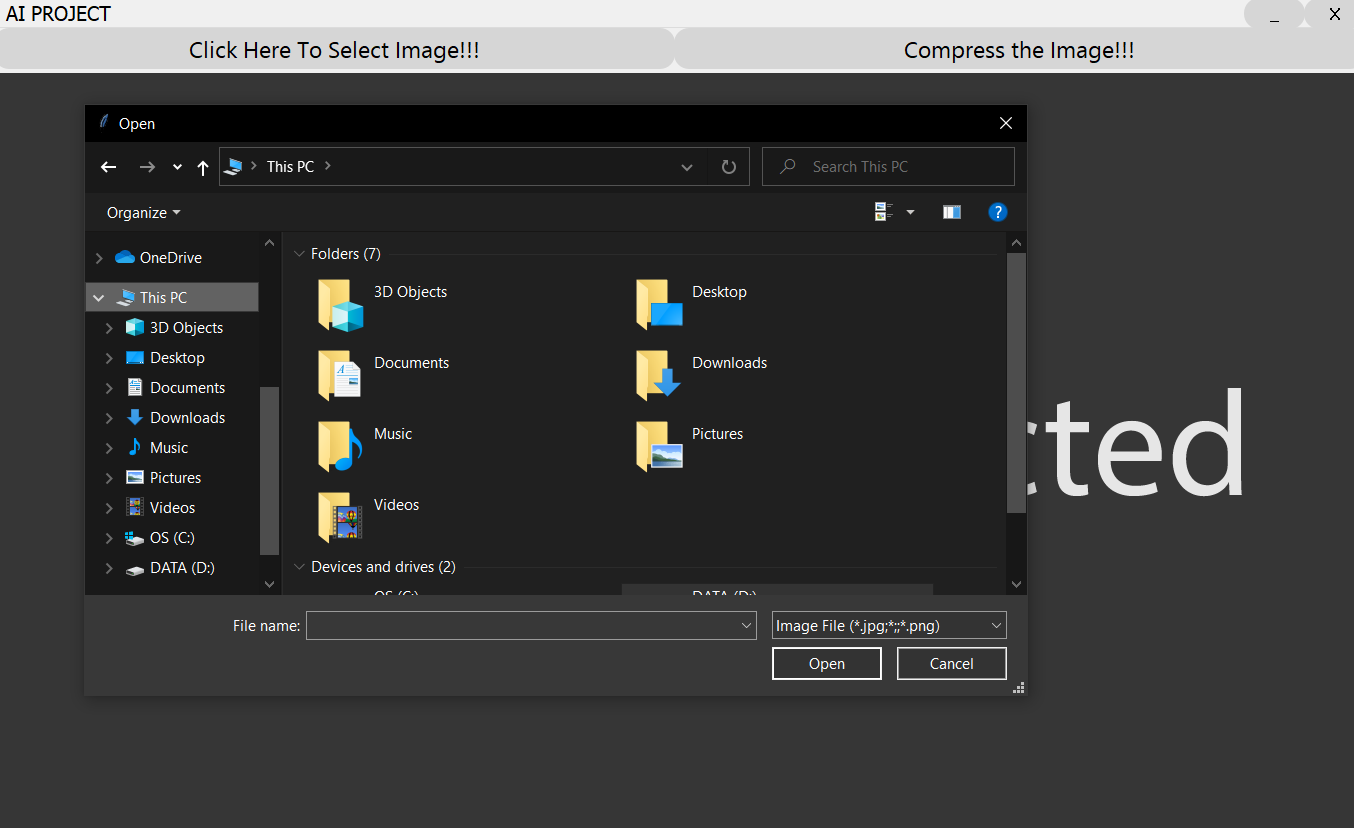 AI PROJECT
_ X
Click Here To Select Image!!! Compress the Image!!!
Open
This PC
Search This PC
Organize
?
OneDrive
This PC
3D Objects
Desktop
Documents
Downloads
Music
Pictures
Videos
OS (C:)
DATA (D:)
Folders (7)
3D Objects Desktop
Documents Downloads
Music Pictures
Videos
Devices and drives (2)
OS (C:) DATA (D:)
cted
File name:
Image File (*.jpg;*;;*.png)
Open Cancel